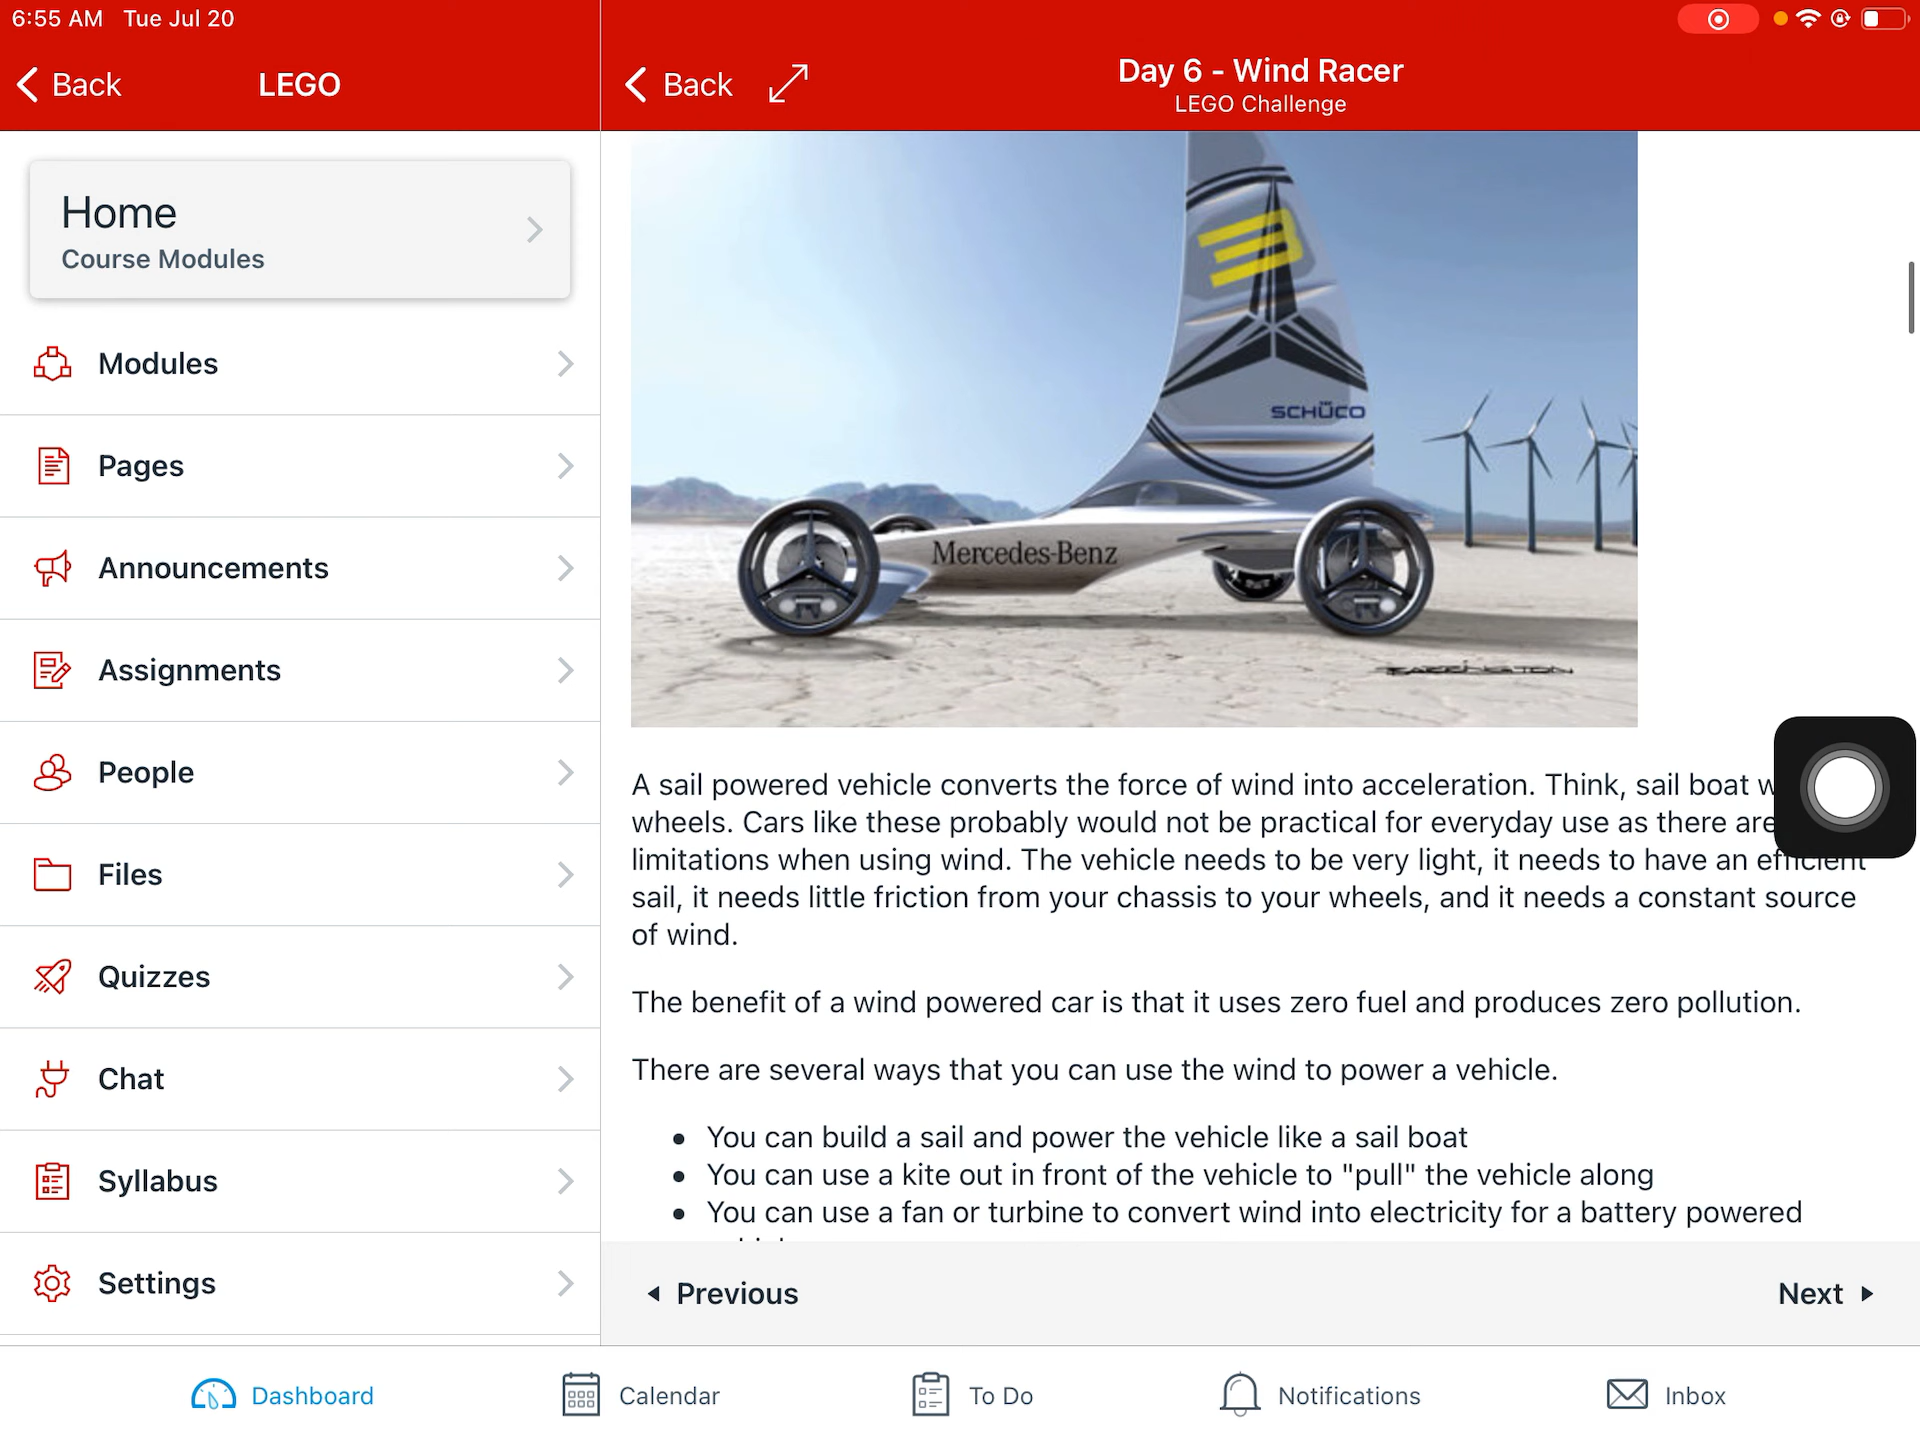 6:55 AM Tue Jul 20
Back
LEGO
Back
Day 6 - Wind Racer
LEGO Challenge
Home
Course Modules
Modules
Pages
Announcements
Assignments
People
Files
Quizzes
Chat
Syllabus
Settings
SCHÜCO
Mercedes-Benz
A sail powered vehicle converts the force of wind into acceleration. Think, sail boat
wheels. Cars like these probably would not be practical for everyday use as there are
limitations when using wind. The vehicle needs to be very light, it needs to have an efficient
sail, it needs little friction from your chassis to your wheels, and it needs a constant source
of wind.
The benefit of a wind powered car is that it uses zero fuel and produces zero pollution.
There are several ways that you can use the wind to power a vehicle.
• You can build a sail and power the vehicle like a sail boat
• You can use a kite out in front of the vehicle to "pull" the vehicle along
• You can use a fan or turbine to convert wind into electricity for a battery powered
Previous
Next
Dashboard
Calendar
To Do
Notifications
Inbox